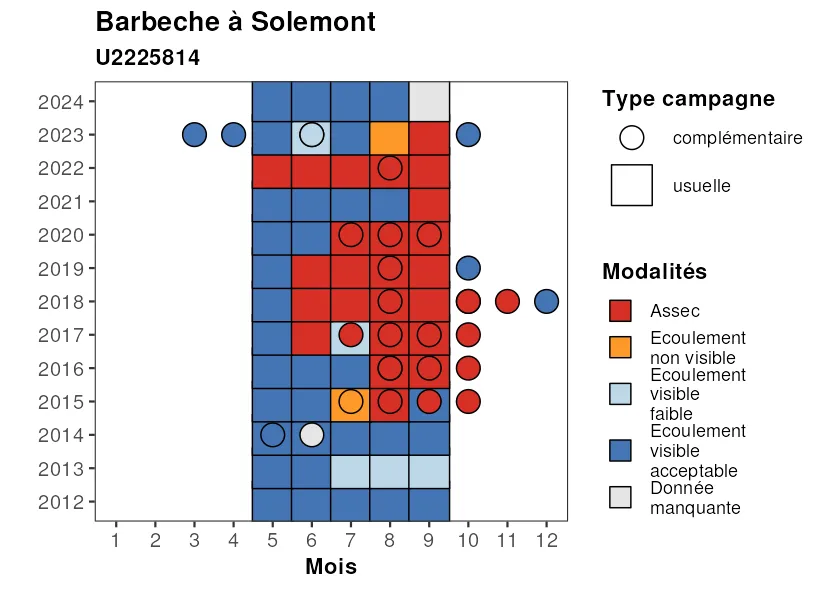 Barbeche à Solemont
U2225814
2024
2023
2022
2021
2020
2019
2018
2017
2016
2015
2014
2013
2012
1 2 3 4 5 6 7 8 9 10 11 12
Mois
Type campagne
complémentaire
usuelle
Modalités
Assec
Ecoulement
non visible
Ecoulement
visible
faible
Ecoulement
visible
acceptable
Donnée
manquante